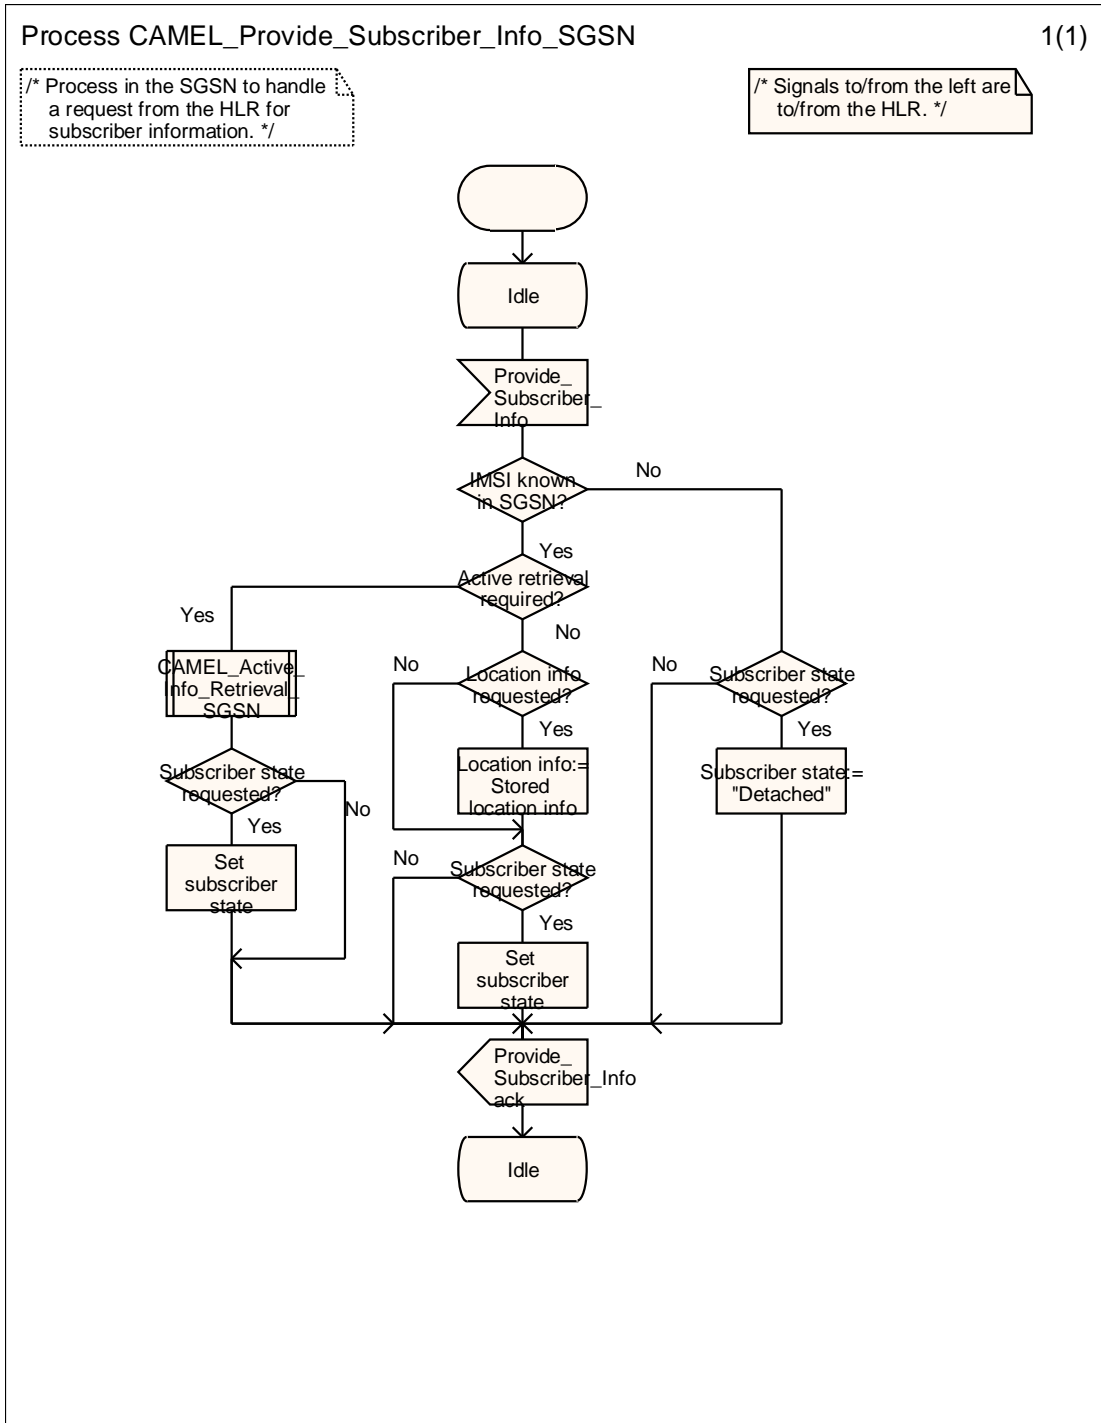 Process CAMEL_Provide_Subscriber_Info_SGSN
1(1)
/* Process in the SGSN to handle
a request from the HLR for
subscriber information. */
/* Signals to/from the left are
to/from the HLR. */
Idle
Provide_
Subscriber_
Info
IMSI known
in SGSN?
No
Yes
Active retrieval
required?
Yes
No
CAMEL_Active_
Info_Retrieval_
SGSN
No
Location info
requested?
No
Subscriber state
requested?
Yes
Yes
Subscriber state
requested?
Location info:=
Stored
location info
Subscriber state:=
"Detached"
No
Yes
Set
subscriber
state
No
Subscriber state
requested?
Yes
Set
subscriber
state
Provide_
Subscriber_Info
ack
Idle